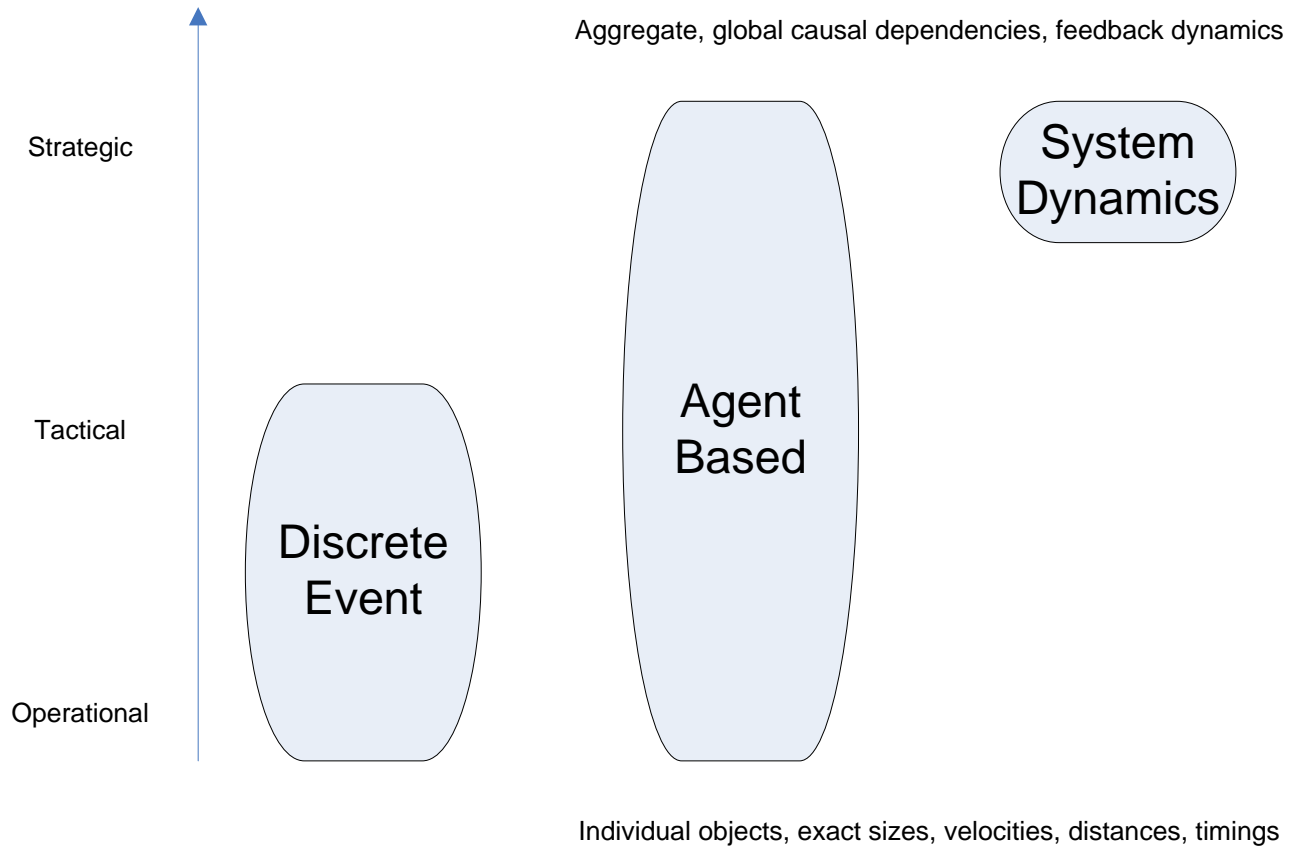 Aggregate, global causal dependencies, feedback dynamics
Strategic
System
Dynamics
Tactical
Agent
Based
Discrete
Event
Operational
Individual objects, exact sizes, velocities, distances, timings